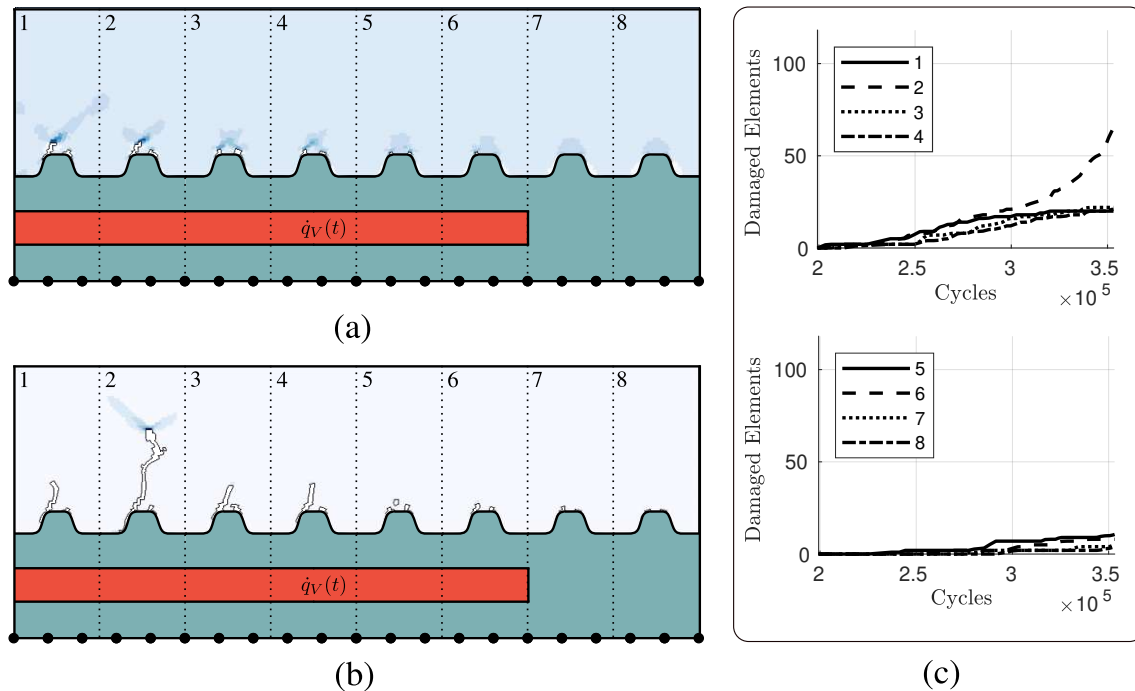 1 2 3 4 5 6 7 8
q̇_V(t)
(a)
1 2 3 4 5 6 7 8
q̇_V(t)
(b)
Damaged Elements
100
50
0
1
2
3
4
2 2.5 3 3.5
Cycles
×10^5
Damaged Elements
100
50
0
5
6
7
8
2 2.5 3 3.5
Cycles
×10^5
(c)